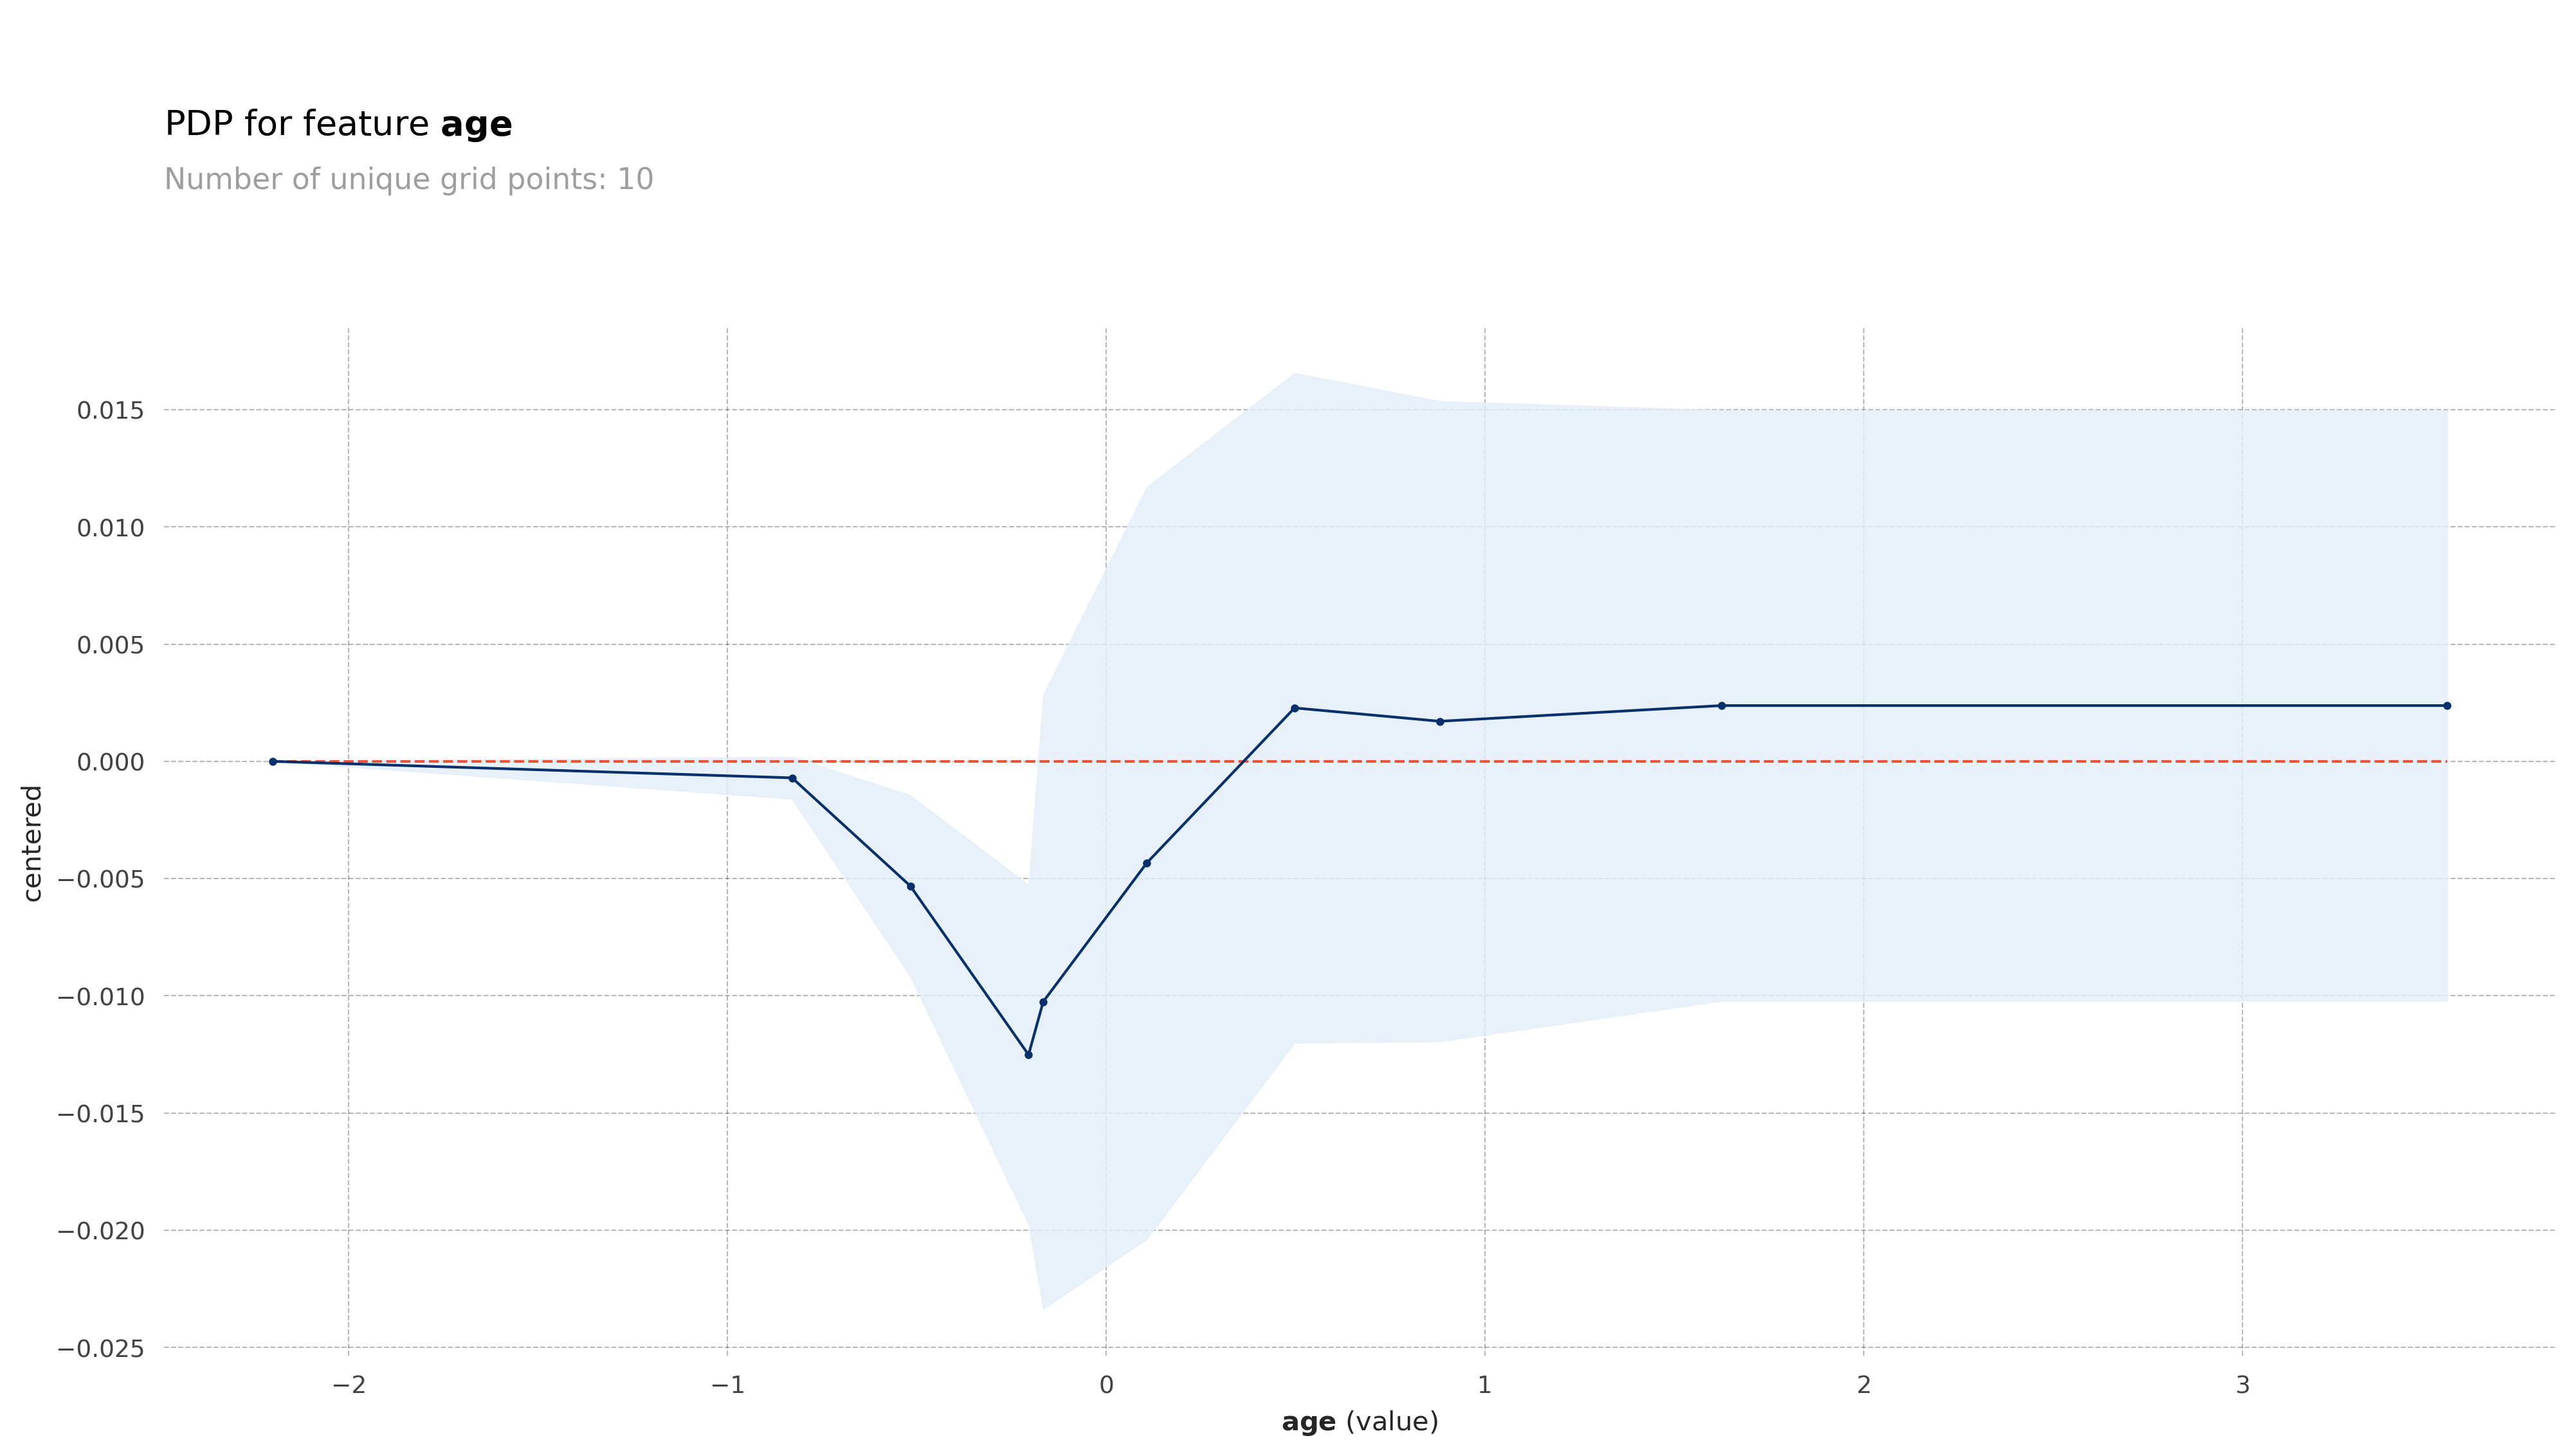 PDP for feature age
Number of unique grid points: 10
0.015
0.010
0.005
0.000
−0.005
−0.010
−0.015
−0.020
−0.025
centered
−2 −1 0 1 2 3
age (value)